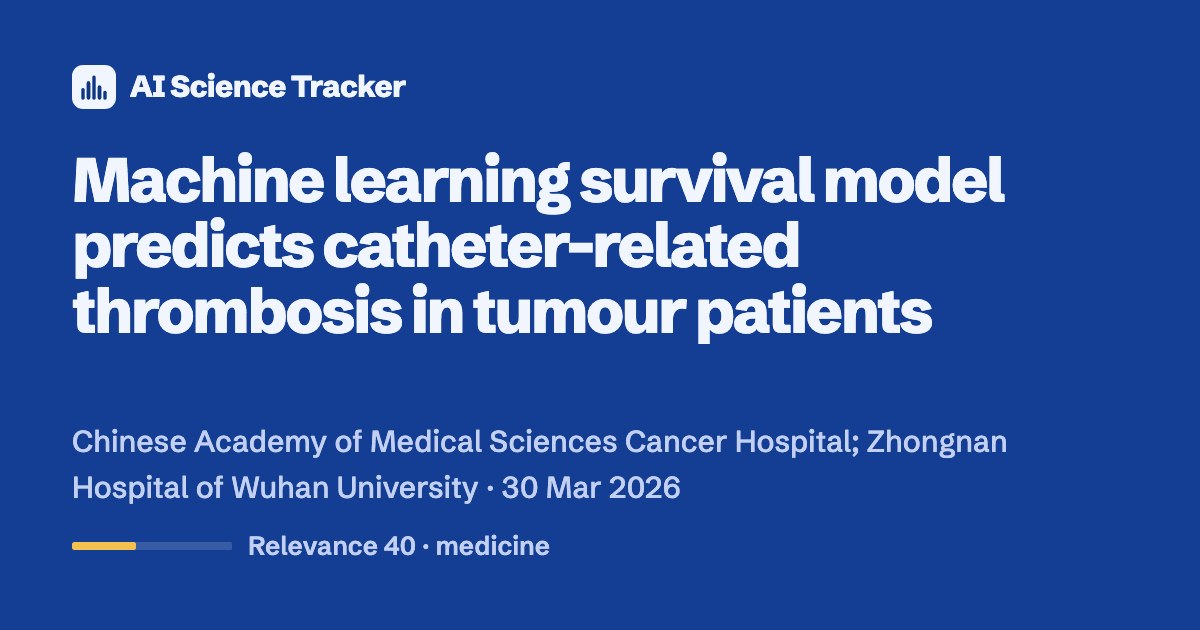 AI Science Tracker
Machine learning survival model
predicts catheter-related
thrombosis in tumour patients
Chinese Academy of Medical Sciences Cancer Hospital; Zhongnan
Hospital of Wuhan University · 30 Mar 2026
Relevance 40 · medicine